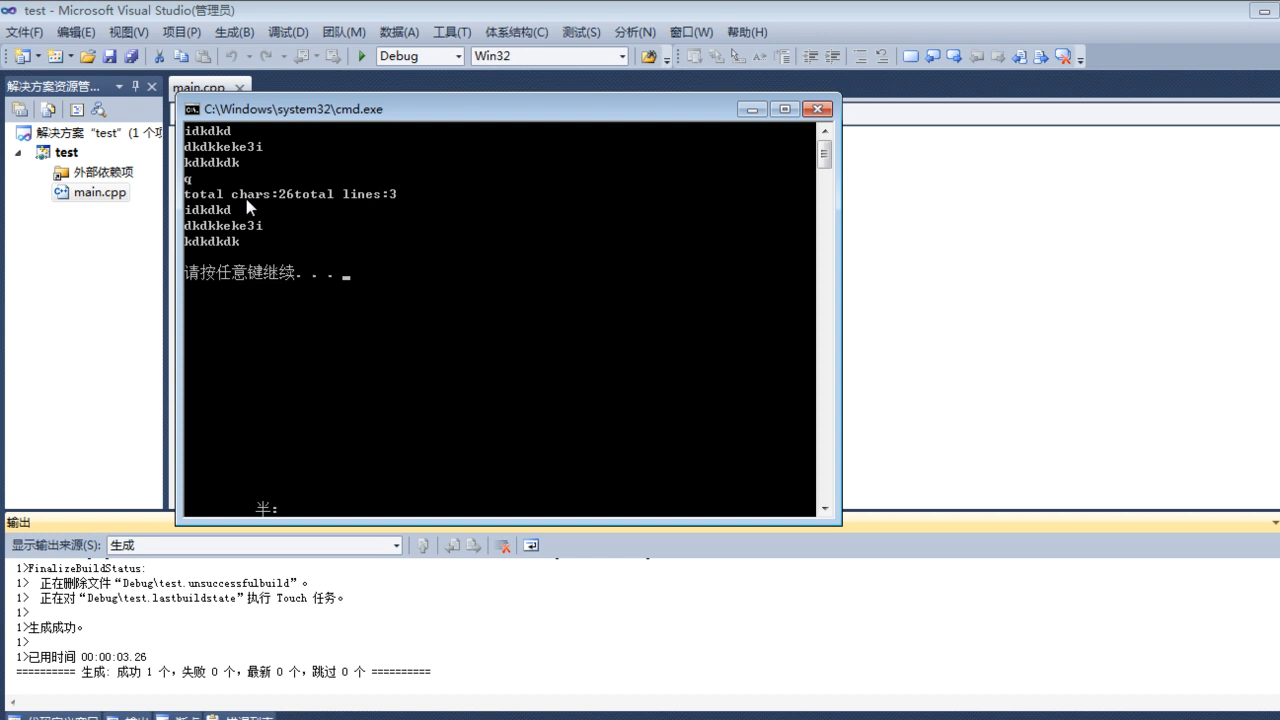 test - Microsoft Visual Studio(管理员)
文件(F) 编辑(E) 视图(V) 项目(P) 生成(B) 调试(D) 团队(M) 数据(A) 工具(T) 体系结构(C) 测试(S) 分析(N) 窗口(W) 帮助(H)
Debug Win32
解决方案资源管... main.cpp
C:\Windows\system32\cmd.exe
解决方案 “test” (1 个项
test
外部依赖项
main.cpp
idkdkd
dkdkkeke3i
kdkdkdk
q
total chars:26total lines:3
idkdkd
dkdkkeke3i
kdkdkdk
请按任意键继续. . .
半:
输出
显示输出来源(S): 生成
1>FinalizeBuildStatus:
1> 正在删除文件“Debug\test.unsuccessfulbuild”。
1> 正在对“Debug\test.lastbuildstate”执行 Touch 任务。
1>
1>生成成功。
1>
1>已用时间 00:00:03.26
========== 生成: 成功 1 个，失败 0 个，最新 0 个，跳过 0 个 ==========